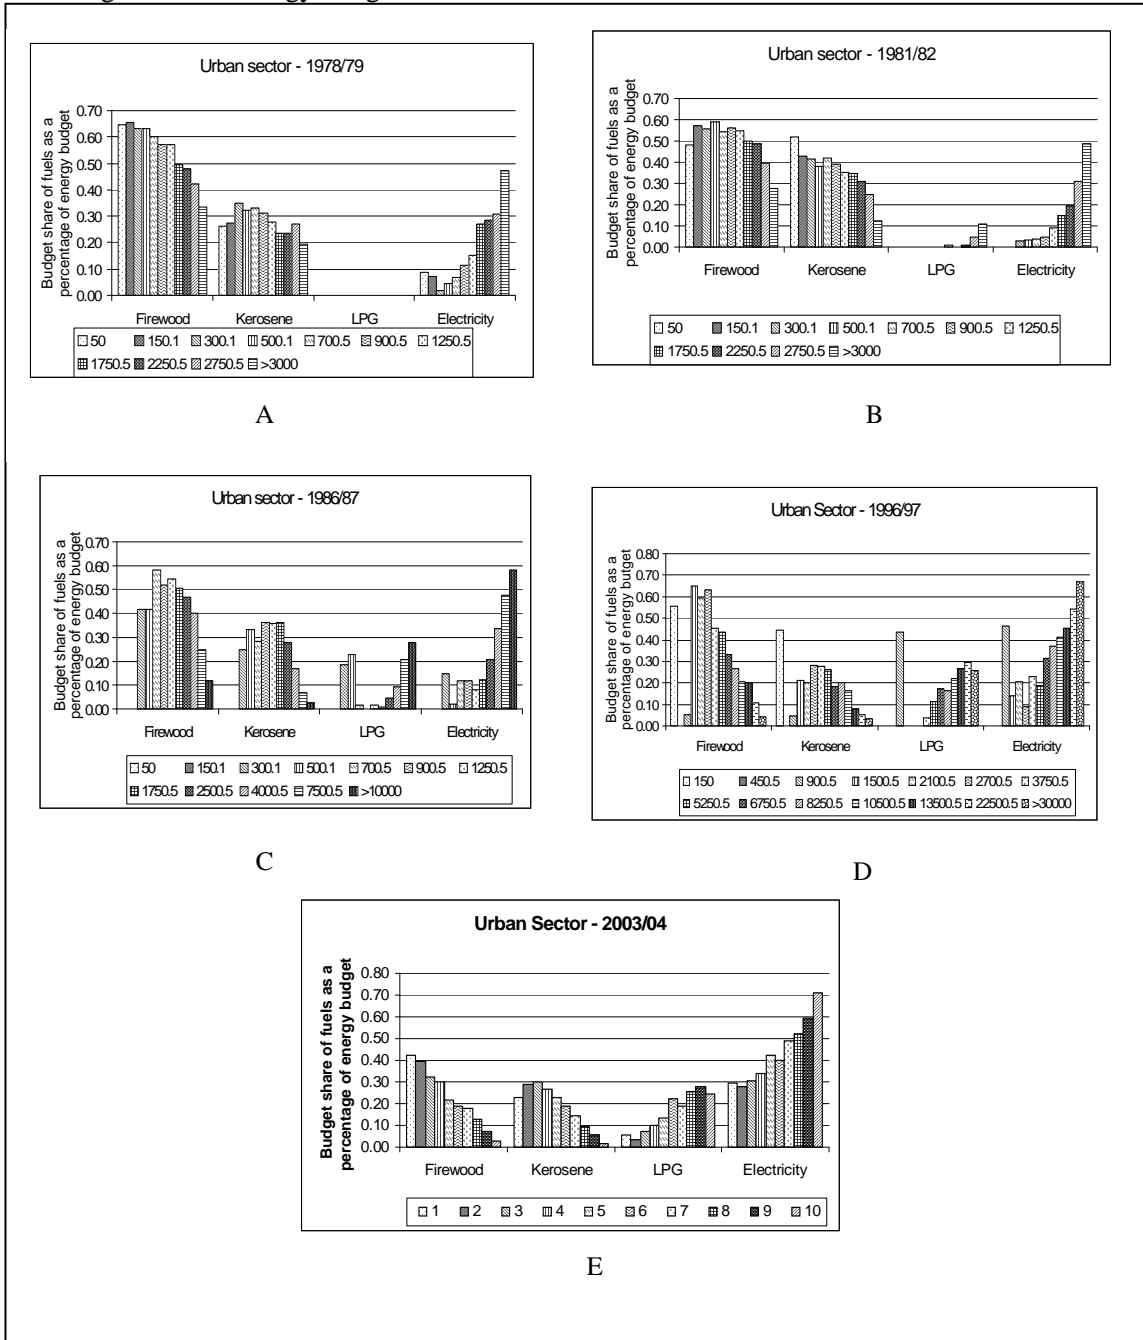 Urban sector - 1978/79
Budget share of fuels as a
percentage of energy budget
0.70
0.60
0.50
0.40
0.30
0.20
0.10
0.00
Firewood Kerosene LPG Electricity
50 150.1 300.1 500.1 700.5 900.5 1250.5
1750.5 2250.5 2750.5 >3000
A
Urban sector - 1981/82
Budget share of fuels as a
percentage of energy budget
0.70
0.60
0.50
0.40
0.30
0.20
0.10
0.00
Firewood Kerosene LPG Electricity
50 150.1 300.1 500.1 700.5 900.5 1250.5
1750.5 2250.5 2750.5 >3000
B
Urban sector - 1986/87
Budget share of fuels as a
percentage of energy budget
0.70
0.60
0.50
0.40
0.30
0.20
0.10
0.00
Firewood Kerosene LPG Electricity
50 150.1 300.1 500.1 700.5 900.5 1250.5
1750.5 2500.5 4000.5 7500.5 >10000
C
Urban Sector - 1996/97
Budget share of fuels as a
percentage of energy butget
0.80
0.70
0.60
0.50
0.40
0.30
0.20
0.10
0.00
Firewood Kerosene LPG Electricity
150 450.5 900.5 1500.5 2100.5 2700.5 3750.5
5250.5 6750.5 8250.5 10500.5 13500.5 22500.5 >30000
D
Urban Sector - 2003/04
Budget share of fuels as a
percentage of energy budget
0.80
0.70
0.60
0.50
0.40
0.30
0.20
0.10
0.00
Firewood Kerosene LPG Electricity
1 2 3 4 5 6 7 8 9 10
E